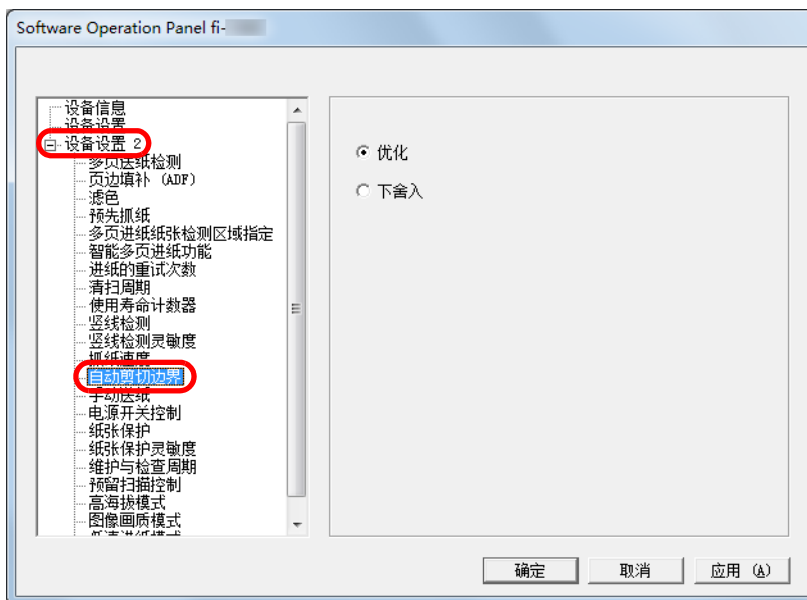 Software Operation Panel fi-
设备信息
设备设置
设备设置 2
多页送纸检测
页边填补 (ADF)
滤色
预先抓纸
多页进纸纸张检测区域指定
智能多页进纸功能
进纸的重试次数
清扫周期
使用寿命计数器
竖线检测
竖线检测灵敏度
抓纸速度
自动剪切边界
手动送纸
电源开关控制
纸张保护
纸张保护灵敏度
维护与检查周期
预留扫描控制
高海拔模式
图像画质模式
低速进纸模式
优化
下舍入
确定
取消
应用 (A)